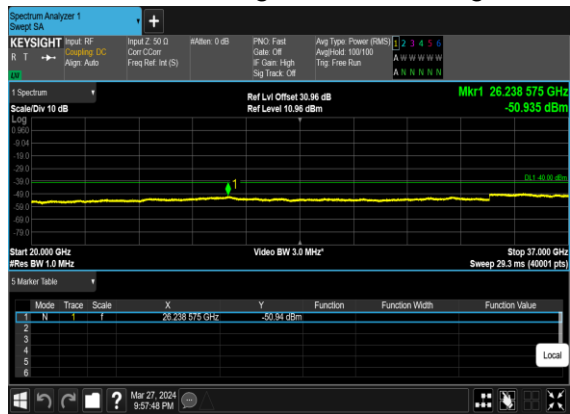 Spectrum Analyzer 1
Swept SA
+
KEYSIGHT Input: RF Input Z: 50 Ω #Atten: 0 dB PNO: Fast Avg Type: Power (RMS) 1 2 3 4 5 6
R T Coupling: DC Corr CCorr Gate: Off Avg|Hold: 100/100 A W W W W W
Align: Auto Freq Ref: Int (S) IF Gain: High Trig: Free Run
Sig Track: Off A N N N N N
LW
1 Spectrum Ref Lvl Offset 30.96 dB Mkr1 26.238 575 GHz
Scale/Div 10 dB Ref Level 10.96 dBm -50.935 dBm
Log
0.960
-9.04
-19.0
-29.0
-39.0 DL1 -40.00 dBm
1
-49.0
-59.0
-69.0
-79.0
Start 20.000 GHz Video BW 3.0 MHz* Stop 37.000 GHz
#Res BW 1.0 MHz Sweep 29.3 ms (40001 pts)
5 Marker Table
Mode Trace Scale X Y Function Function Width Function Value
1 N 1 f 26.238 575 GHz -50.94 dBm
2
3
4
5
6
Local
? Mar 27, 2024
9:57:48 PM